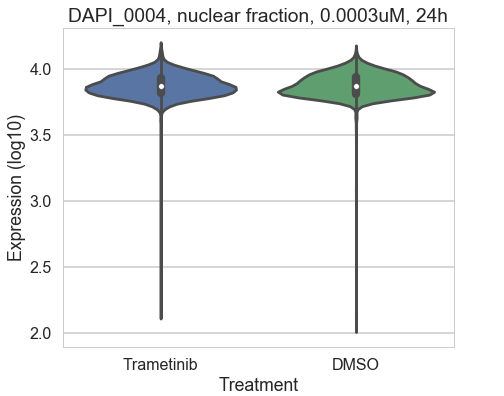 DAPI_0004, nuclear fraction, 0.0003uM, 24h
4.0
3.5
3.0
2.5
2.0
Expression (log10)
Trametinib DMSO
Treatment